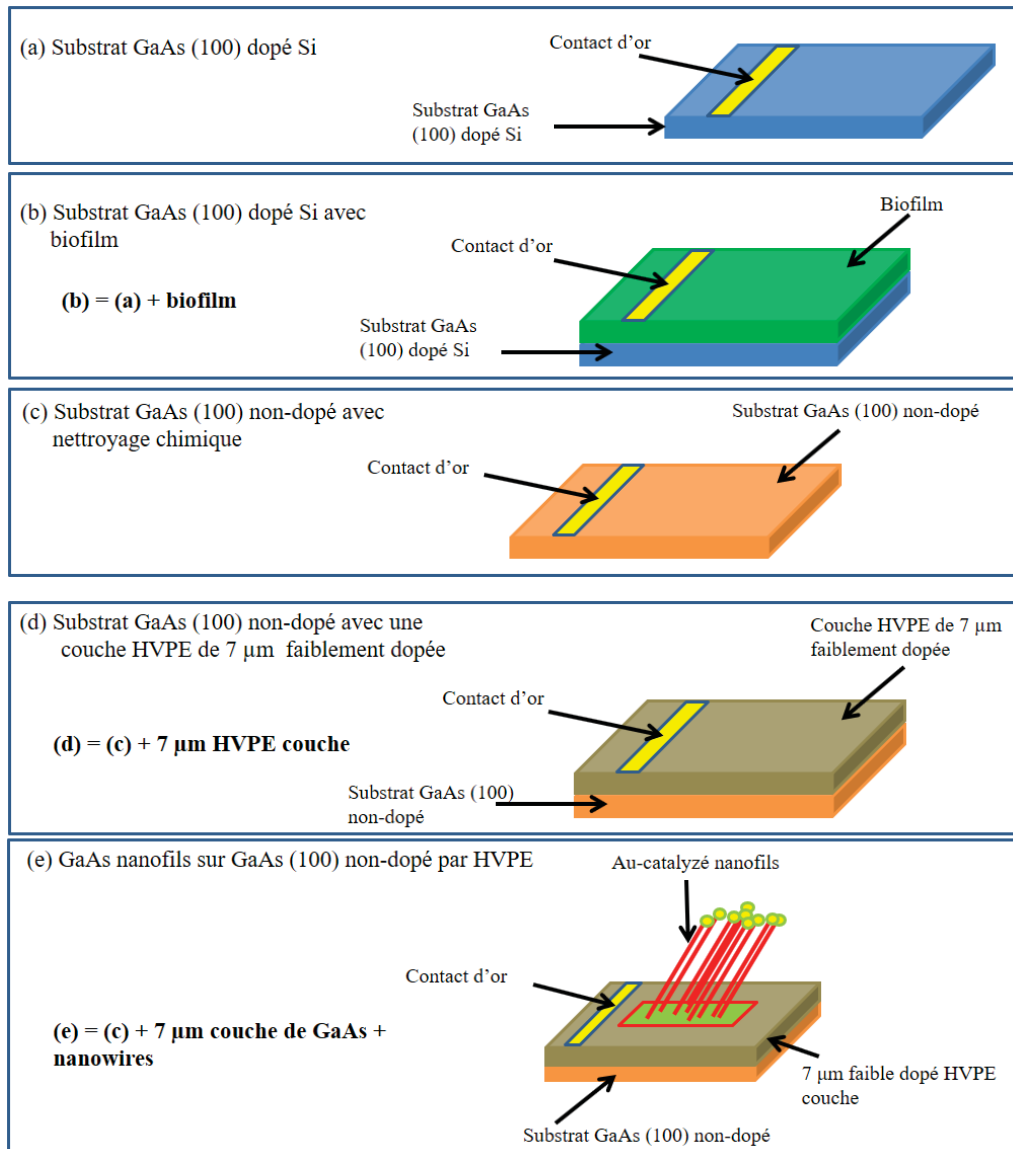 (a) Substrat GaAs (100) dopé Si
Contact d’or
Substrat GaAs
(100) dopé Si
(b) Substrat GaAs (100) dopé Si avec
biofilm
Biofilm
Contact d’or
(b) = (a) + biofilm
Substrat GaAs
(100) dopé Si
(c) Substrat GaAs (100) non-dopé avec
nettroyage chimique
Substrat GaAs (100) non-dopé
Contact d’or
(d) Substrat GaAs (100) non-dopé avec une
couche HVPE de 7 µm faiblement dopée
Couche HVPE de 7 µm
faiblement dopée
Contact d’or
(d) = (c) + 7 µm HVPE couche
Substrat GaAs (100)
non-dopé
(e) GaAs nanofils sur GaAs (100) non-dopé par HVPE
Au-catalyzé nanofils
Contact d’or
(e) = (c) + 7 µm couche de GaAs +
nanowires
7 µm faible dopé HVPE
couche
Substrat GaAs (100) non-dopé